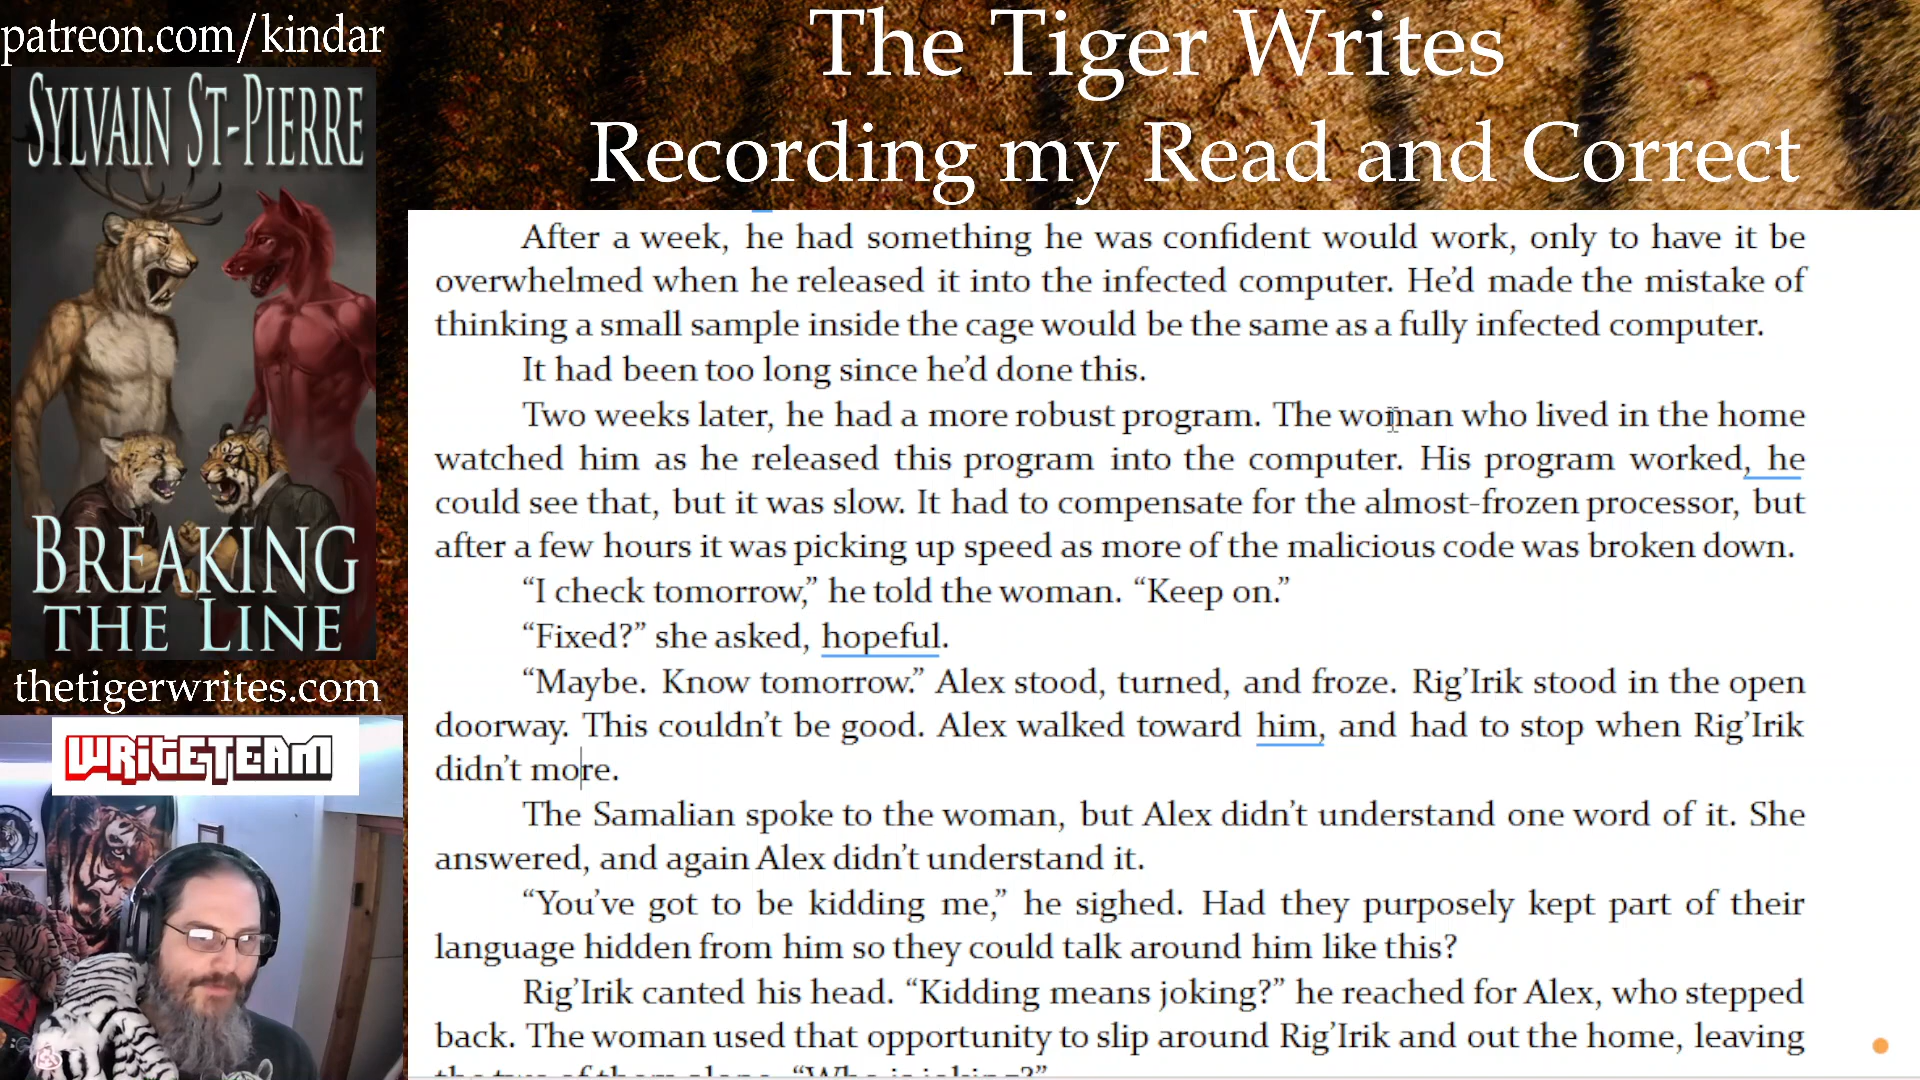 patreon.com/kindar
SYLVAIN ST-PIERRE
BREAKING
THE LINE
thetigerwrites.com
WRITETEAM
The Tiger Writes
Recording my Read and Correct
After a week, he had something he was confident would work, only to have it be
overwhelmed when he released it into the infected computer. He’d made the mistake of
thinking a small sample inside the cage would be the same as a fully infected computer.
It had been too long since he’d done this.
Two weeks later, he had a more robust program. The woman who lived in the home
watched him as he released this program into the computer. His program worked, he
could see that, but it was slow. It had to compensate for the almost-frozen processor, but
after a few hours it was picking up speed as more of the malicious code was broken down.
“I check tomorrow,” he told the woman. “Keep on.”
“Fixed?” she asked, hopeful.
“Maybe. Know tomorrow.” Alex stood, turned, and froze. Rig’Irik stood in the open
doorway. This couldn’t be good. Alex walked toward him, and had to stop when Rig’Irik
didn’t more.
The Samalian spoke to the woman, but Alex didn’t understand one word of it. She
answered, and again Alex didn’t understand it.
“You’ve got to be kidding me,” he sighed. Had they purposely kept part of their
language hidden from him so they could talk around him like this?
Rig’Irik canted his head. “Kidding means joking?” he reached for Alex, who stepped
back. The woman used that opportunity to slip around Rig’Irik and out the home, leaving
the two of them alone. “Who is joking?”